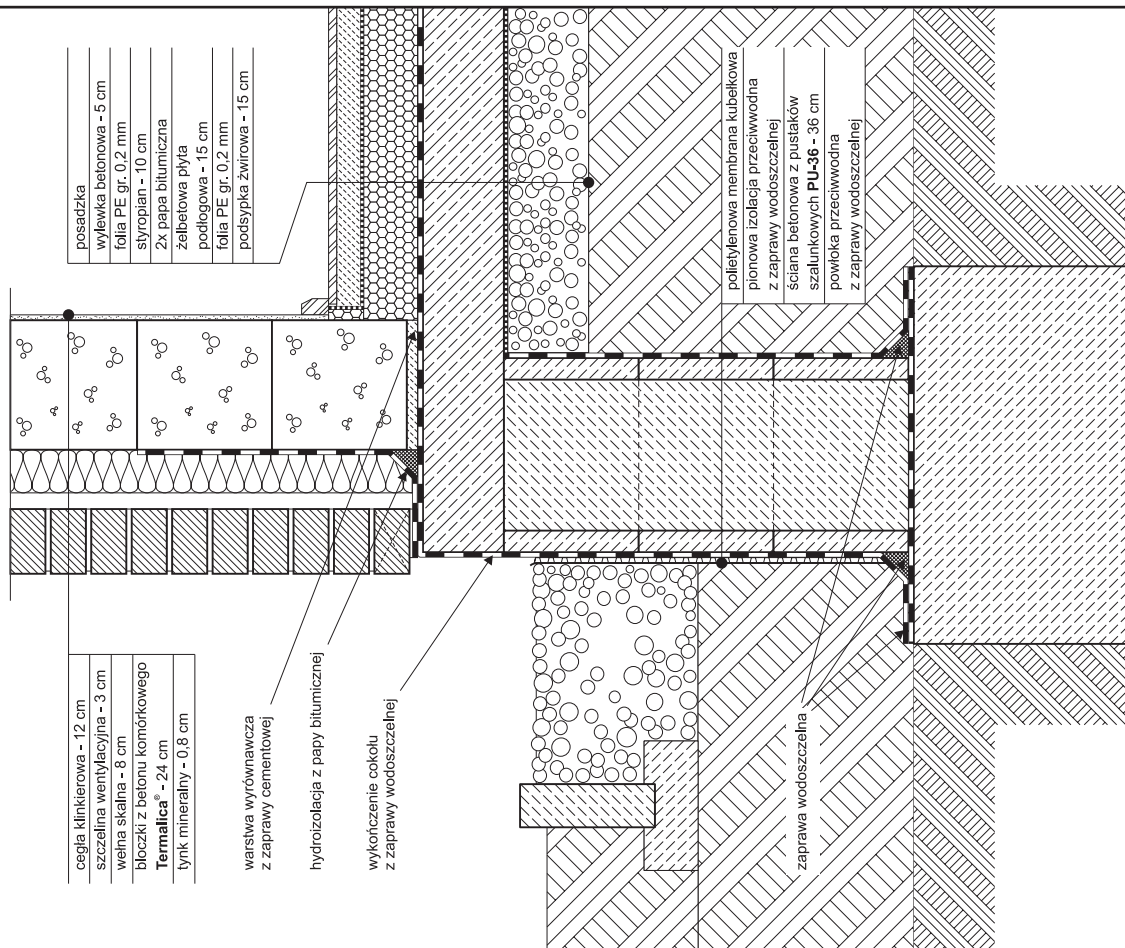 posadzka
wylewka betonowa - 5 cm
folia PE gr. 0,2 mm
styropian - 10 cm
2x papa bitumiczna
żelbetowa płyta
podłogowa - 15 cm
folia PE gr. 0,2 mm
podsypka żwirowa - 15 cm
polietylenowa membrana kubełkowa
pionowa izolacja przeciwwodna
z zaprawy wodoszczelnej
ściana betonowa z pustaków
szalunkowych PU-36 - 36 cm
powłoka przeciwwodna
z zaprawy wodoszczelnej
cegła klinkierowa - 12 cm
szczelina wentylacyjna - 3 cm
wełna skalna - 8 cm
bloczki z betonu komórkowego
Termalica® - 24 cm
tynk mineralny - 0,8 cm
warstwa wyrównawcza
z zaprawy cementowej
hydroizolacja z papy bitumicznej
wykończenie cokołu
z zaprawy wodoszczelnej
zaprawa wodoszczelna